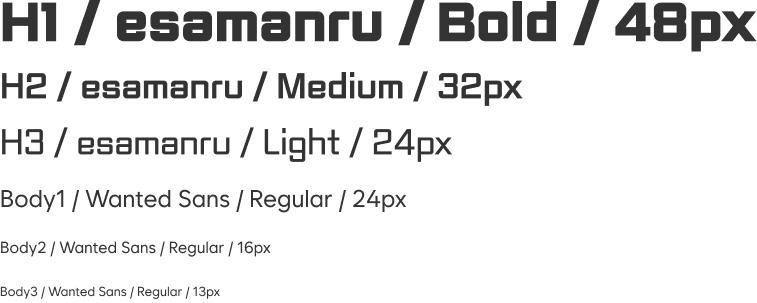 H1 / esamanru / Bold / 48px
H2 / esamanru / Medium / 32px
H3 / esamanru / Light / 24px
Body1 / Wanted Sans / Regular / 24px
Body2 / Wanted Sans / Regular / 16px
Body3 / Wanted Sans / Regular / 13px